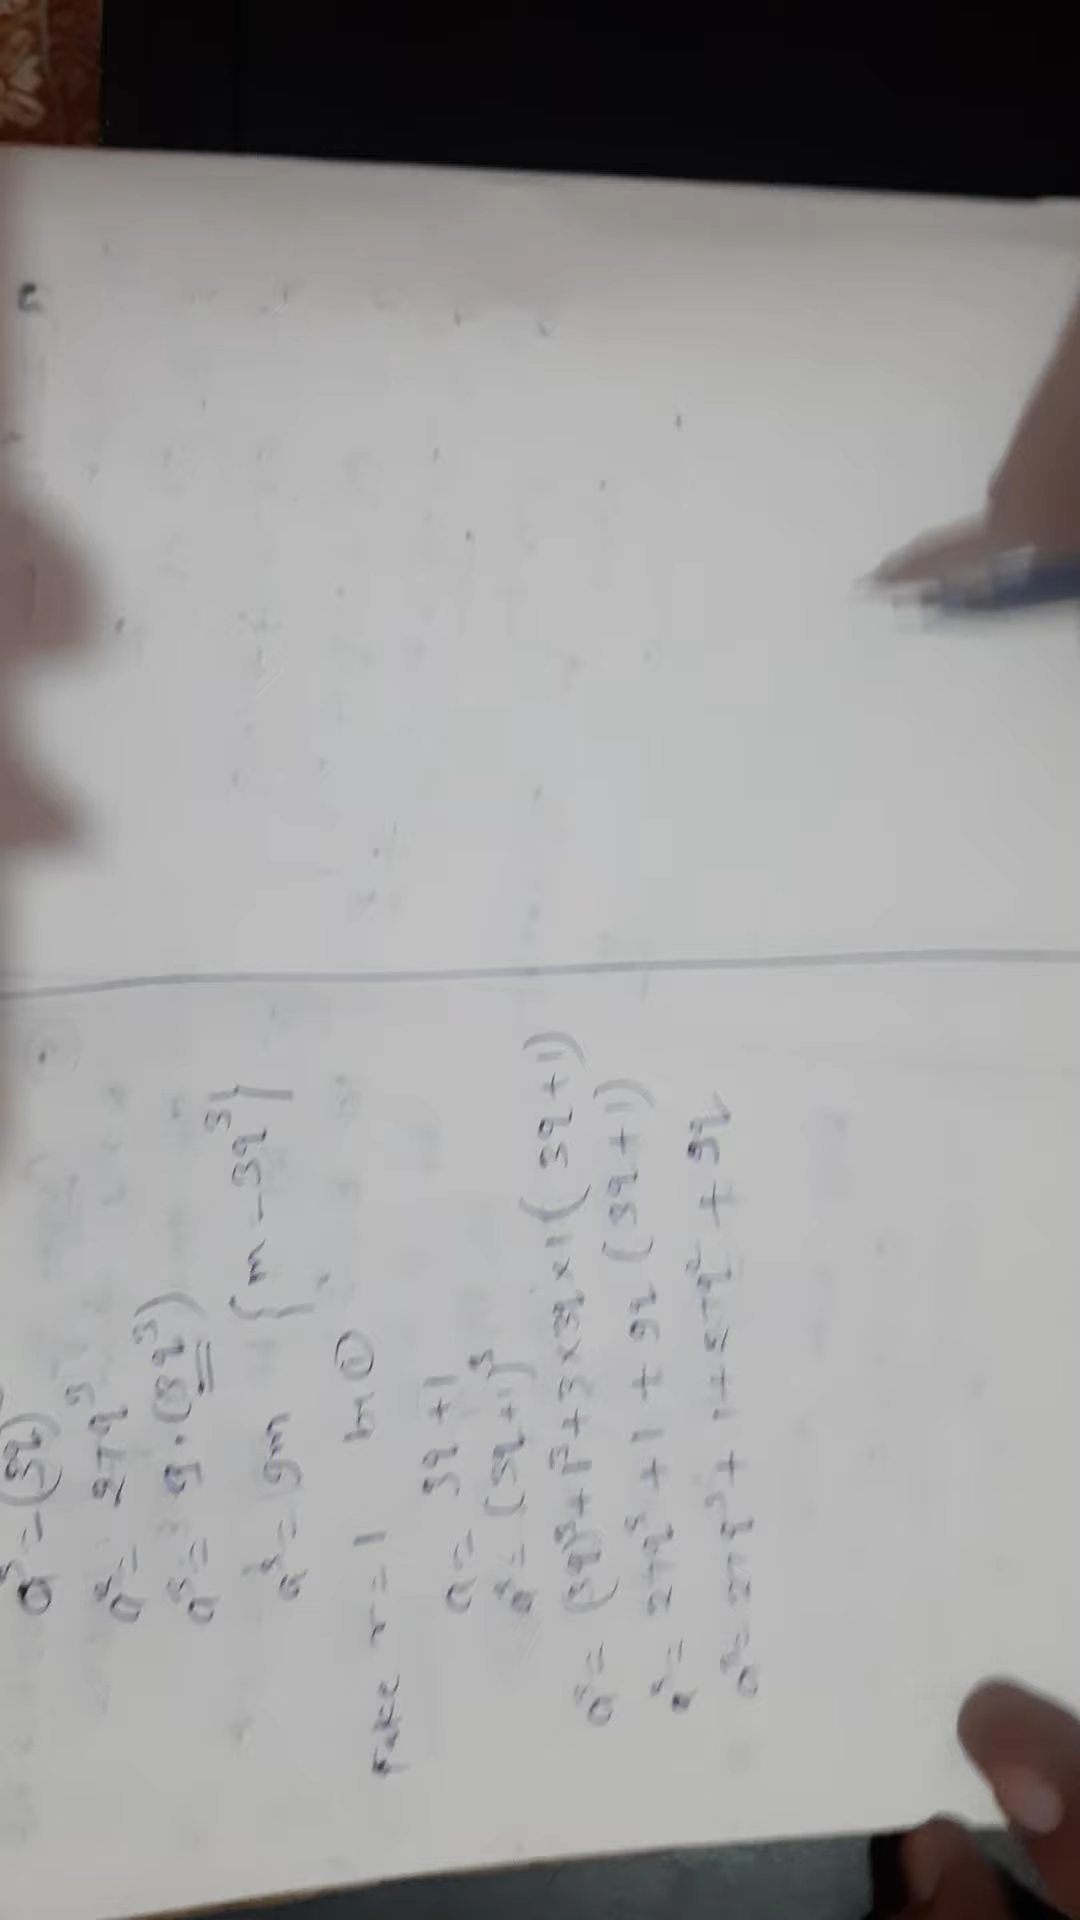 a³ = (3q)³
a³ = 27q³
a³ = 9·(3q³)
a³ = 9m {m = 3q³}
Take r = 1 in ①
a = 3q + 1
a³ = (3q + 1)³
a³ = (3q)³ + 1³ + 3 × 3q × 1 (3q + 1)
a³ = 27q³ + 1 + 9q (3q + 1)
a³ = 27q³ + 1 + 27q² + 9q